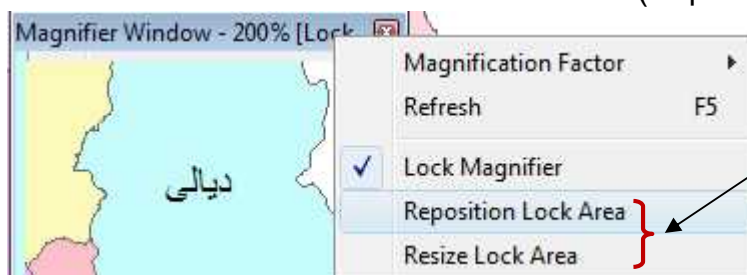 Magnifier Window - 200% [Lock
Magnification Factor
Refresh F5
Lock Magnifier
Reposition Lock Area
Resize Lock Area
ديالى